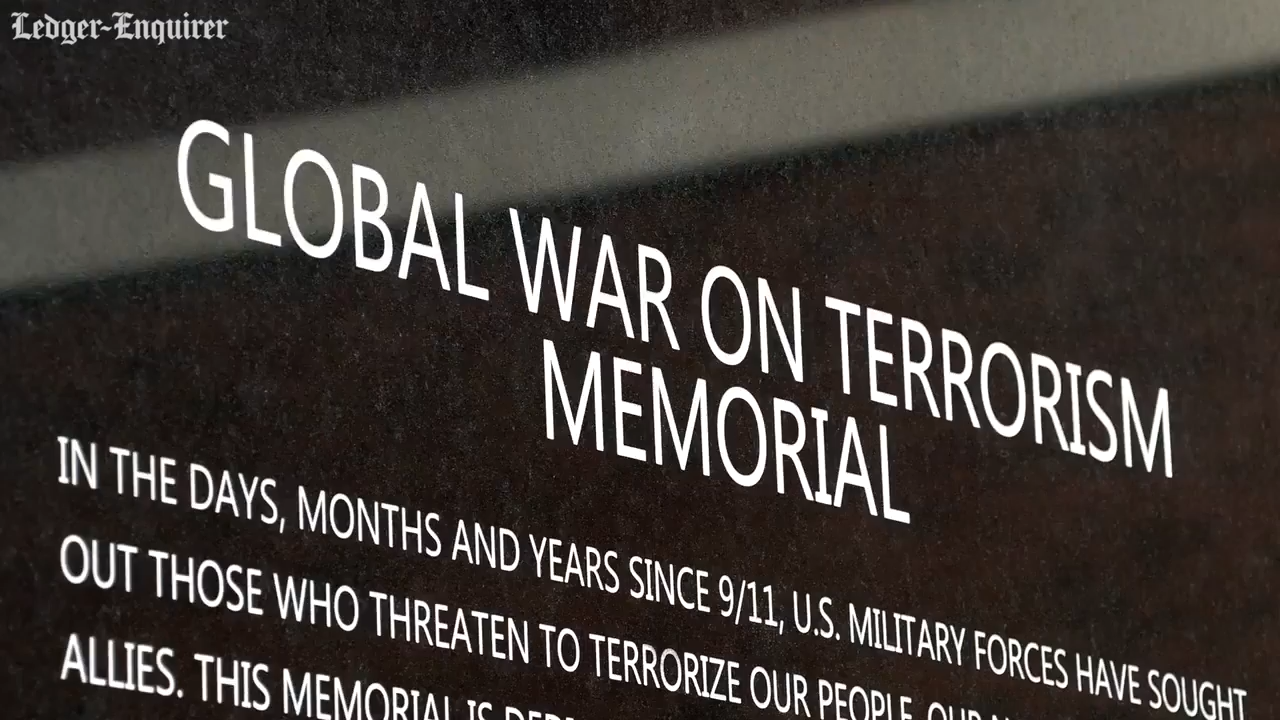 Ledger-Enquirer
GLOBAL WAR ON TERRORISM
MEMORIAL
IN THE DAYS, MONTHS AND YEARS SINCE 9/11, U.S. MILITARY FORCES HAVE SOUGHT
OUT THOSE WHO THREATEN TO TERRORIZE OUR PEOPLE, OUR
ALLIES. THIS MEMORIAL IS